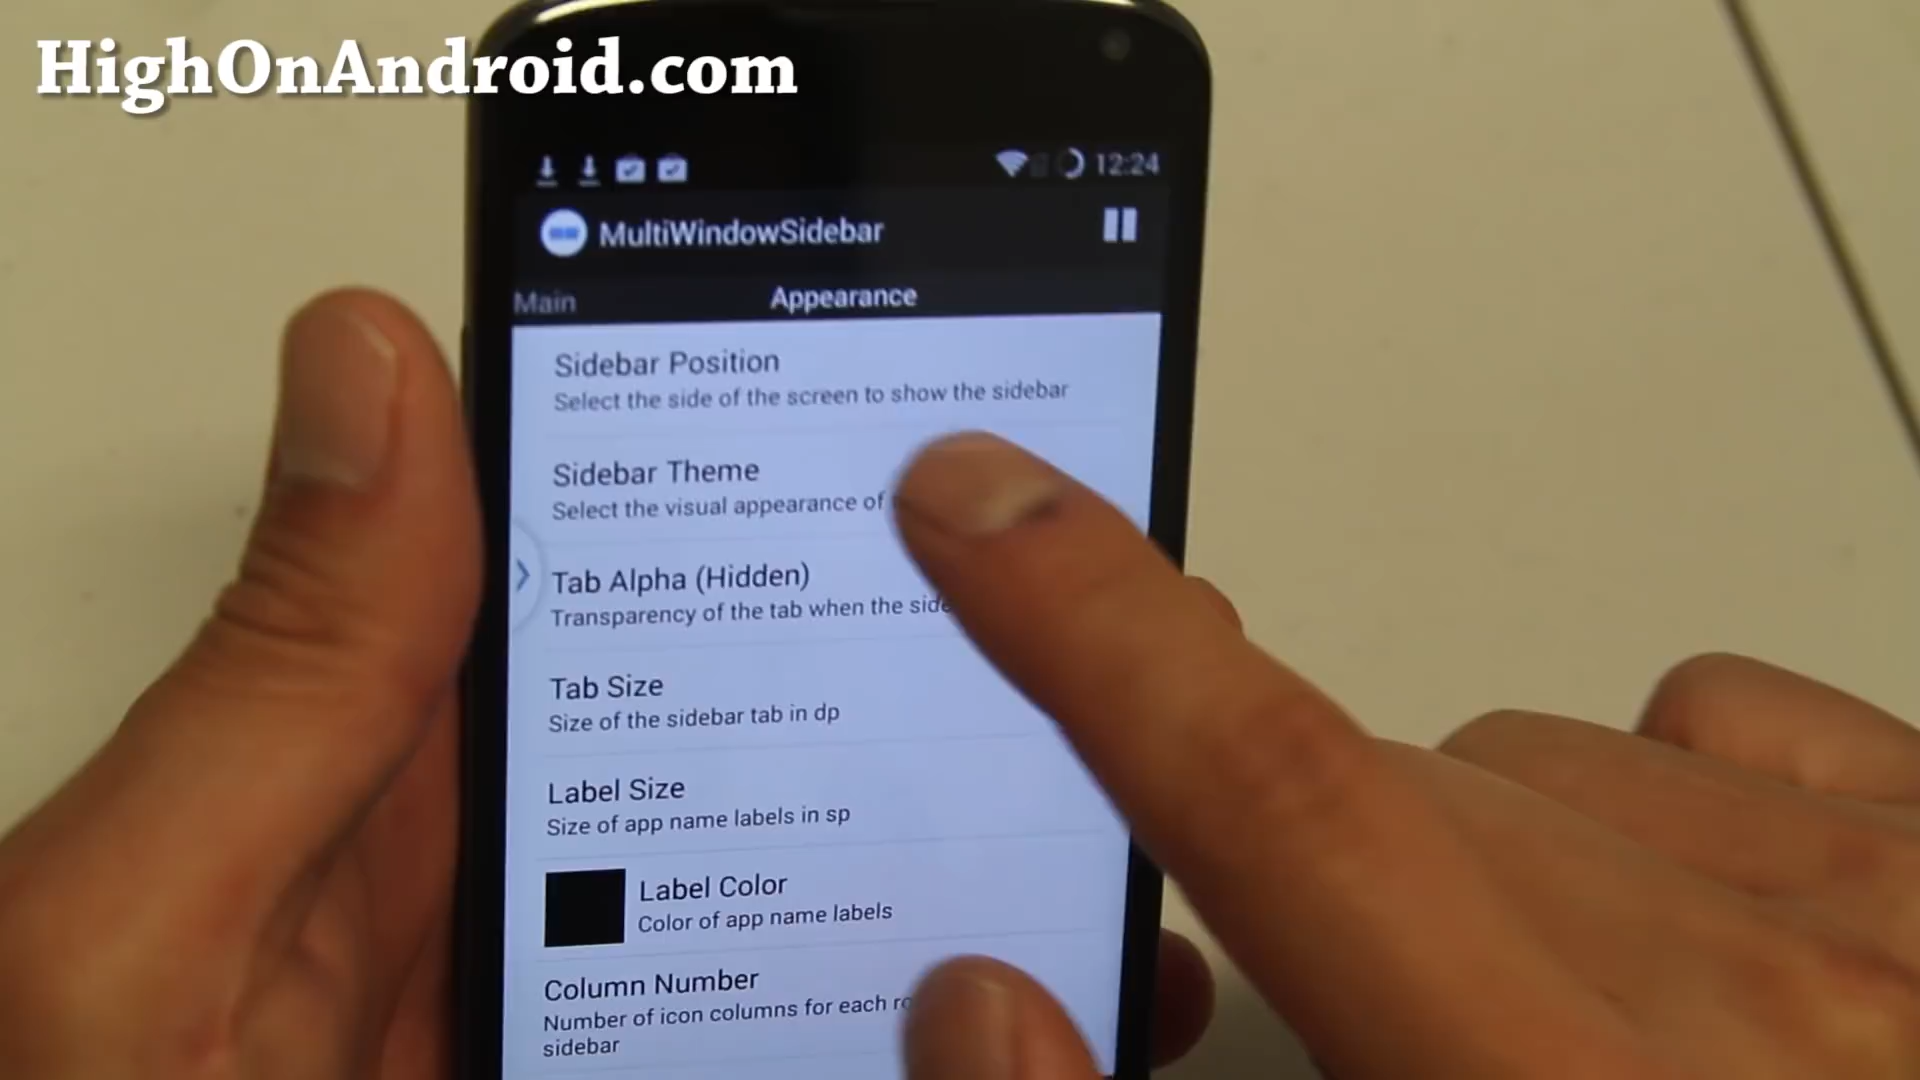 HighOnAndroid.com
12:24
MultiWindowSidebar
Main
Appearance
Sidebar Position
Select the side of the screen to show the sidebar
Sidebar Theme
Select the visual appearance of
Tab Alpha (Hidden)
Transparency of the tab when the
Tab Size
Size of the sidebar tab in dp
Label Size
Size of app name labels in sp
Label Color
Color of app name labels
Column Number
Number of icon columns for each
sidebar